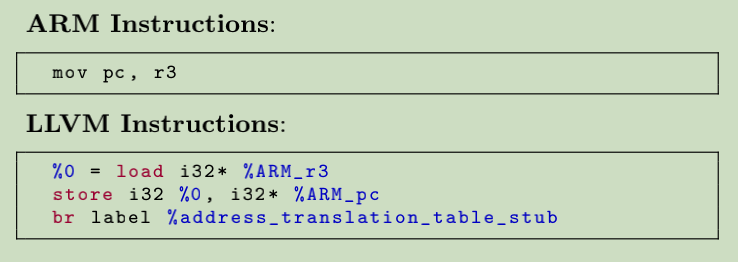 ARM Instructions:
mov pc, r3
LLVM Instructions:
%0 = load i32* %ARM_r3
store i32 %0, i32* %ARM_pc
br label %address_translation_table_stub